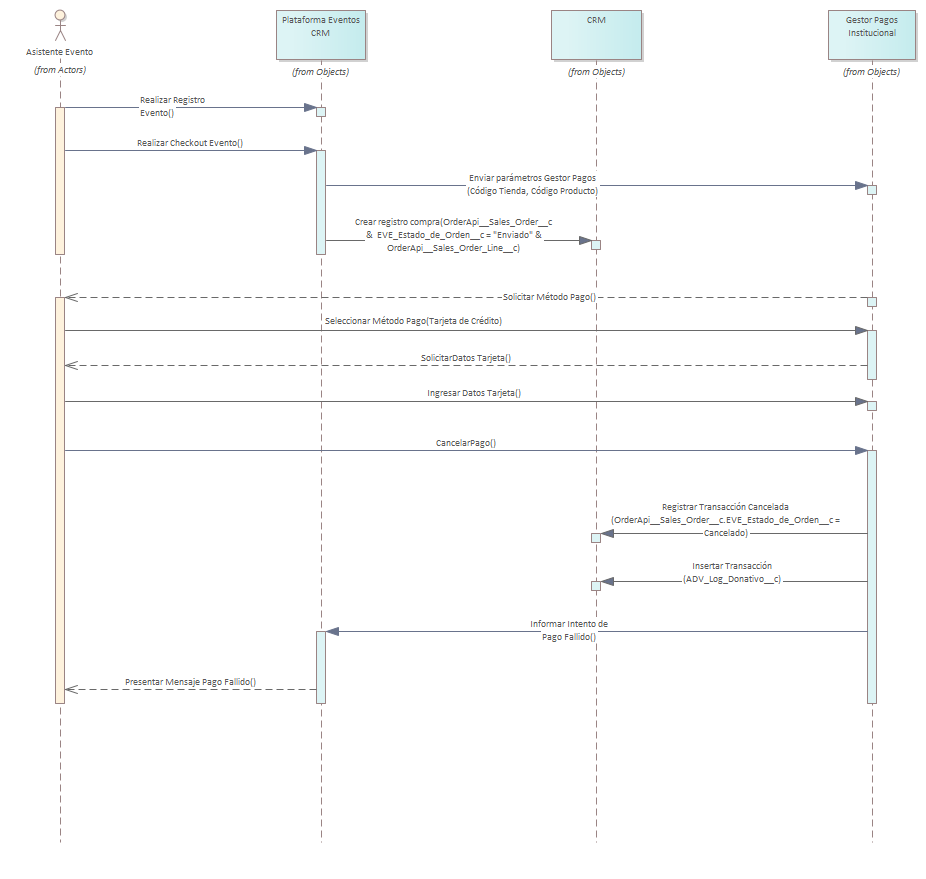 Asistente Evento
(from Actors)
Plataforma Eventos
CRM
(from Objects)
CRM
(from Objects)
Gestor Pagos
Institucional
(from Objects)
Realizar Registro
Evento()
Realizar Checkout Evento()
Enviar parámetros Gestor Pagos
(Código Tienda, Código Producto)
Crear registro compra(OrderApi__Sales_Order__c
& EVE_Estado_de_Orden__c = "Enviado" &
OrderApi__Sales_Order_Line__c)
Solicitar Método Pago()
Seleccionar Método Pago(Tarjeta de Crédito)
SolicitarDatos Tarjeta()
Ingresar Datos Tarjeta()
CancelarPago()
Registrar Transacción Cancelada
(OrderApi__Sales_Order__c.EVE_Estado_de_Orden__c =
Cancelado)
Insertar Transacción
(ADV_Log_Donativo__c)
Informar Intento de
Pago Fallido()
Presentar Mensaje Pago Fallido()